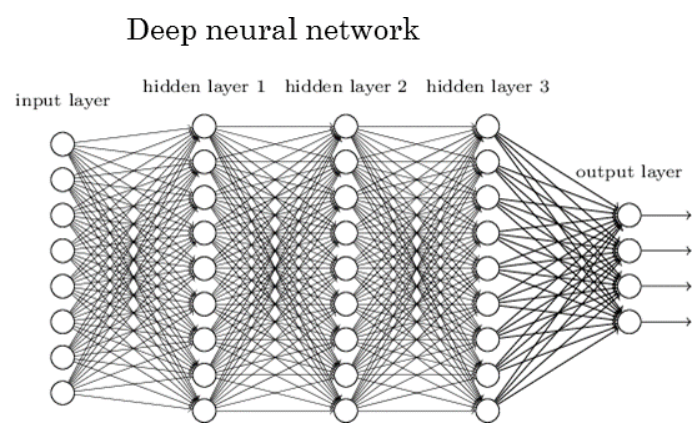 Deep neural network
input layer
hidden layer 1
hidden layer 2
hidden layer 3
output layer